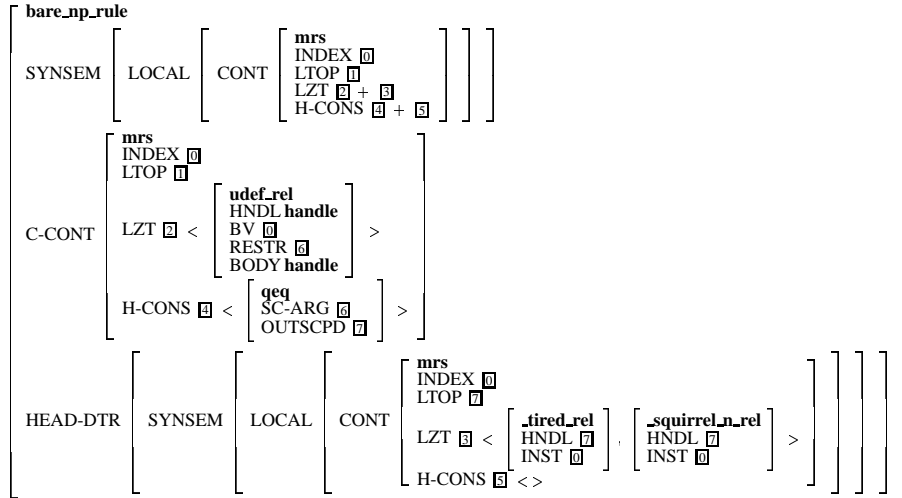 bare_np_rule
SYNSEM LOCAL CONT mrs
INDEX 0
LTOP 1
LZT 2 + 3
H-CONS 4 + 5
C-CONT mrs
INDEX 0
LTOP 1
LZT 2 < udef_rel
HNDL handle
BV 0
RESTR 6
BODY handle >
H-CONS 4 < qeq
SC-ARG 6
OUTSCPD 7 >
HEAD-DTR SYNSEM LOCAL CONT mrs
INDEX 0
LTOP 7
LZT 3 < _tired_rel
HNDL 7
INST 0 , _squirrel_n_rel
HNDL 7
INST 0 >
H-CONS 5 < >